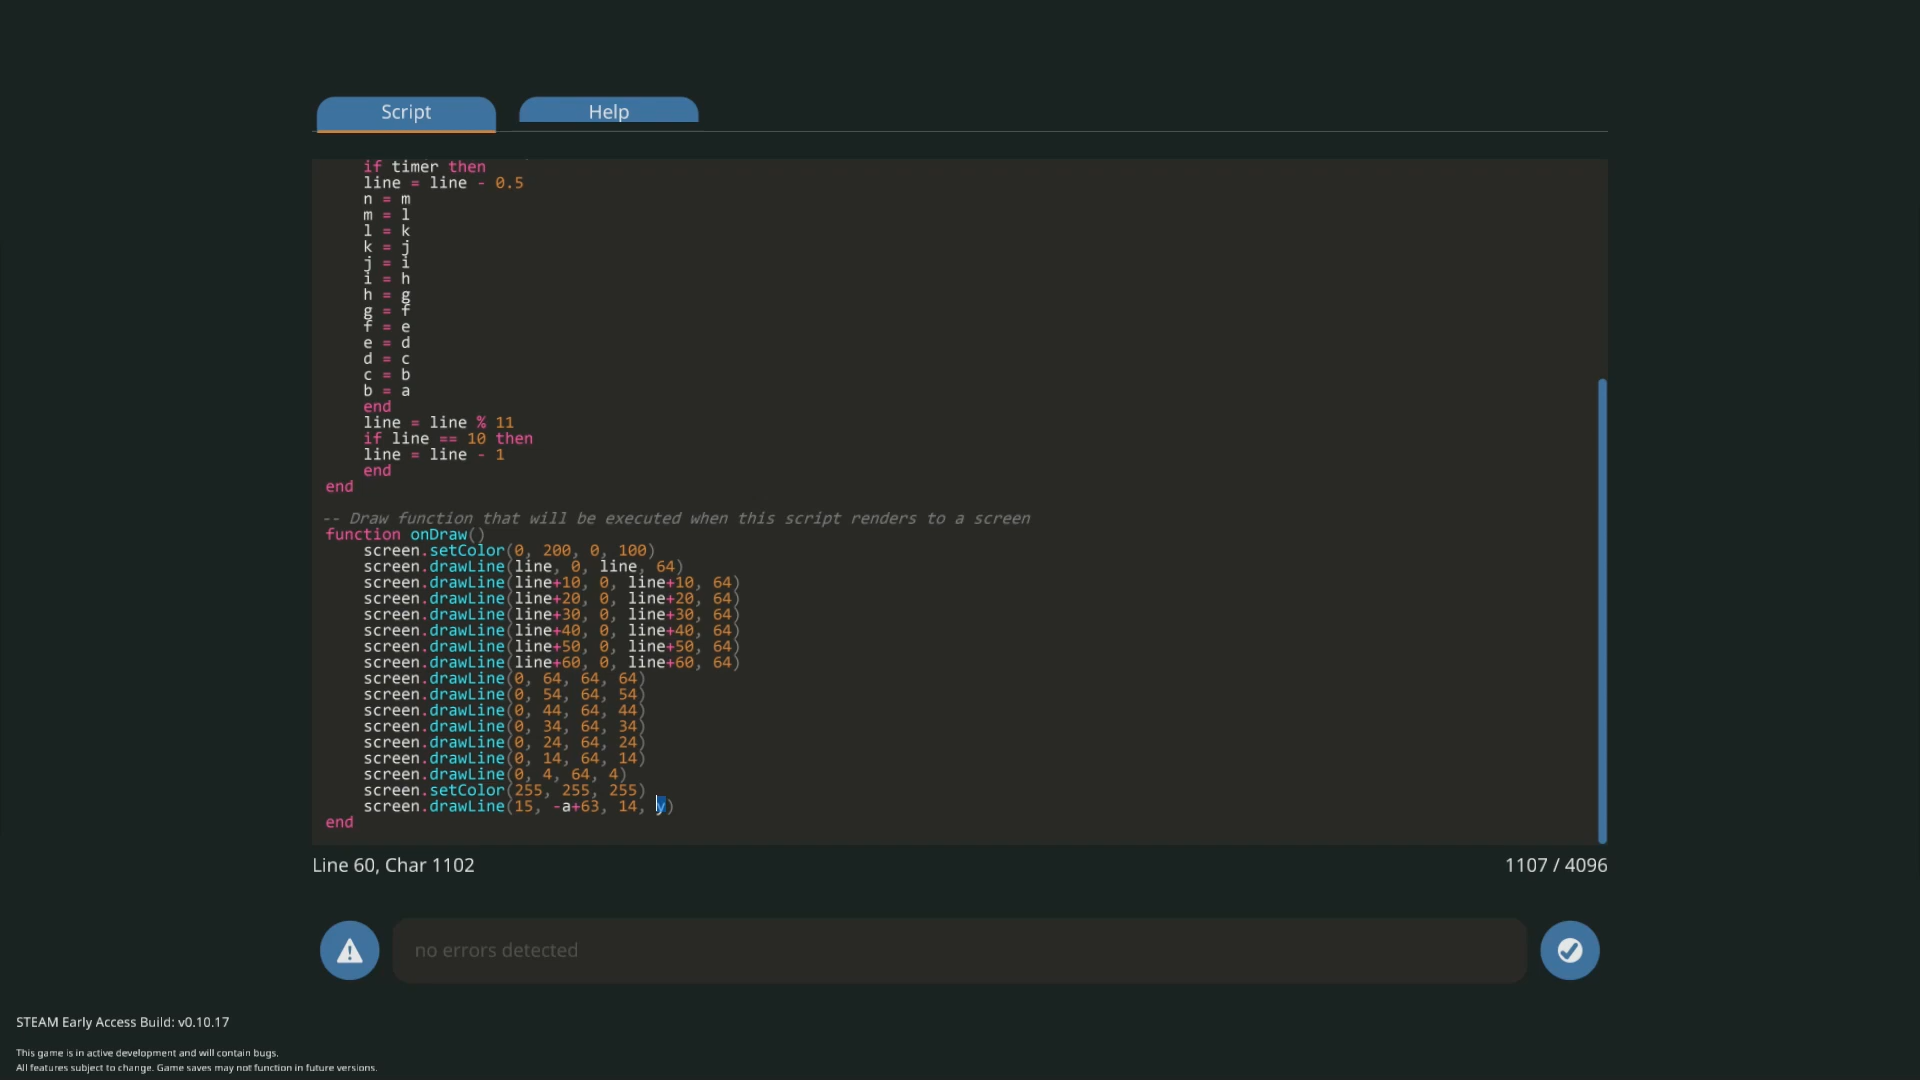 Script
Help
if timer then
line = line - 0.5
n = m
m = l
l = k
k = j
j = i
i = h
h = g
g = f
f = e
e = d
d = c
c = b
b = a
end
line = line % 11
if line == 10 then
line = line - 1
end
end
-- Draw function that will be executed when this script renders to a screen
function onDraw()
screen.setColor(0, 200, 0, 100)
screen.drawLine(line, 0, line, 64)
screen.drawLine(line+10, 0, line+10, 64)
screen.drawLine(line+20, 0, line+20, 64)
screen.drawLine(line+30, 0, line+30, 64)
screen.drawLine(line+40, 0, line+40, 64)
screen.drawLine(line+50, 0, line+50, 64)
screen.drawLine(line+60, 0, line+60, 64)
screen.drawLine(0, 64, 64, 64)
screen.drawLine(0, 54, 64, 54)
screen.drawLine(0, 44, 64, 44)
screen.drawLine(0, 34, 64, 34)
screen.drawLine(0, 24, 64, 24)
screen.drawLine(0, 14, 64, 14)
screen.drawLine(0, 4, 64, 4)
screen.setColor(255, 255, 255)
screen.drawLine(15, -a+63, 14, y)
end
Line 60, Char 1102
1107 / 4096
no errors detected
STEAM Early Access Build: v0.10.17
This game is in active development and will contain bugs.
All features subject to change. Game saves may not function in future versions.